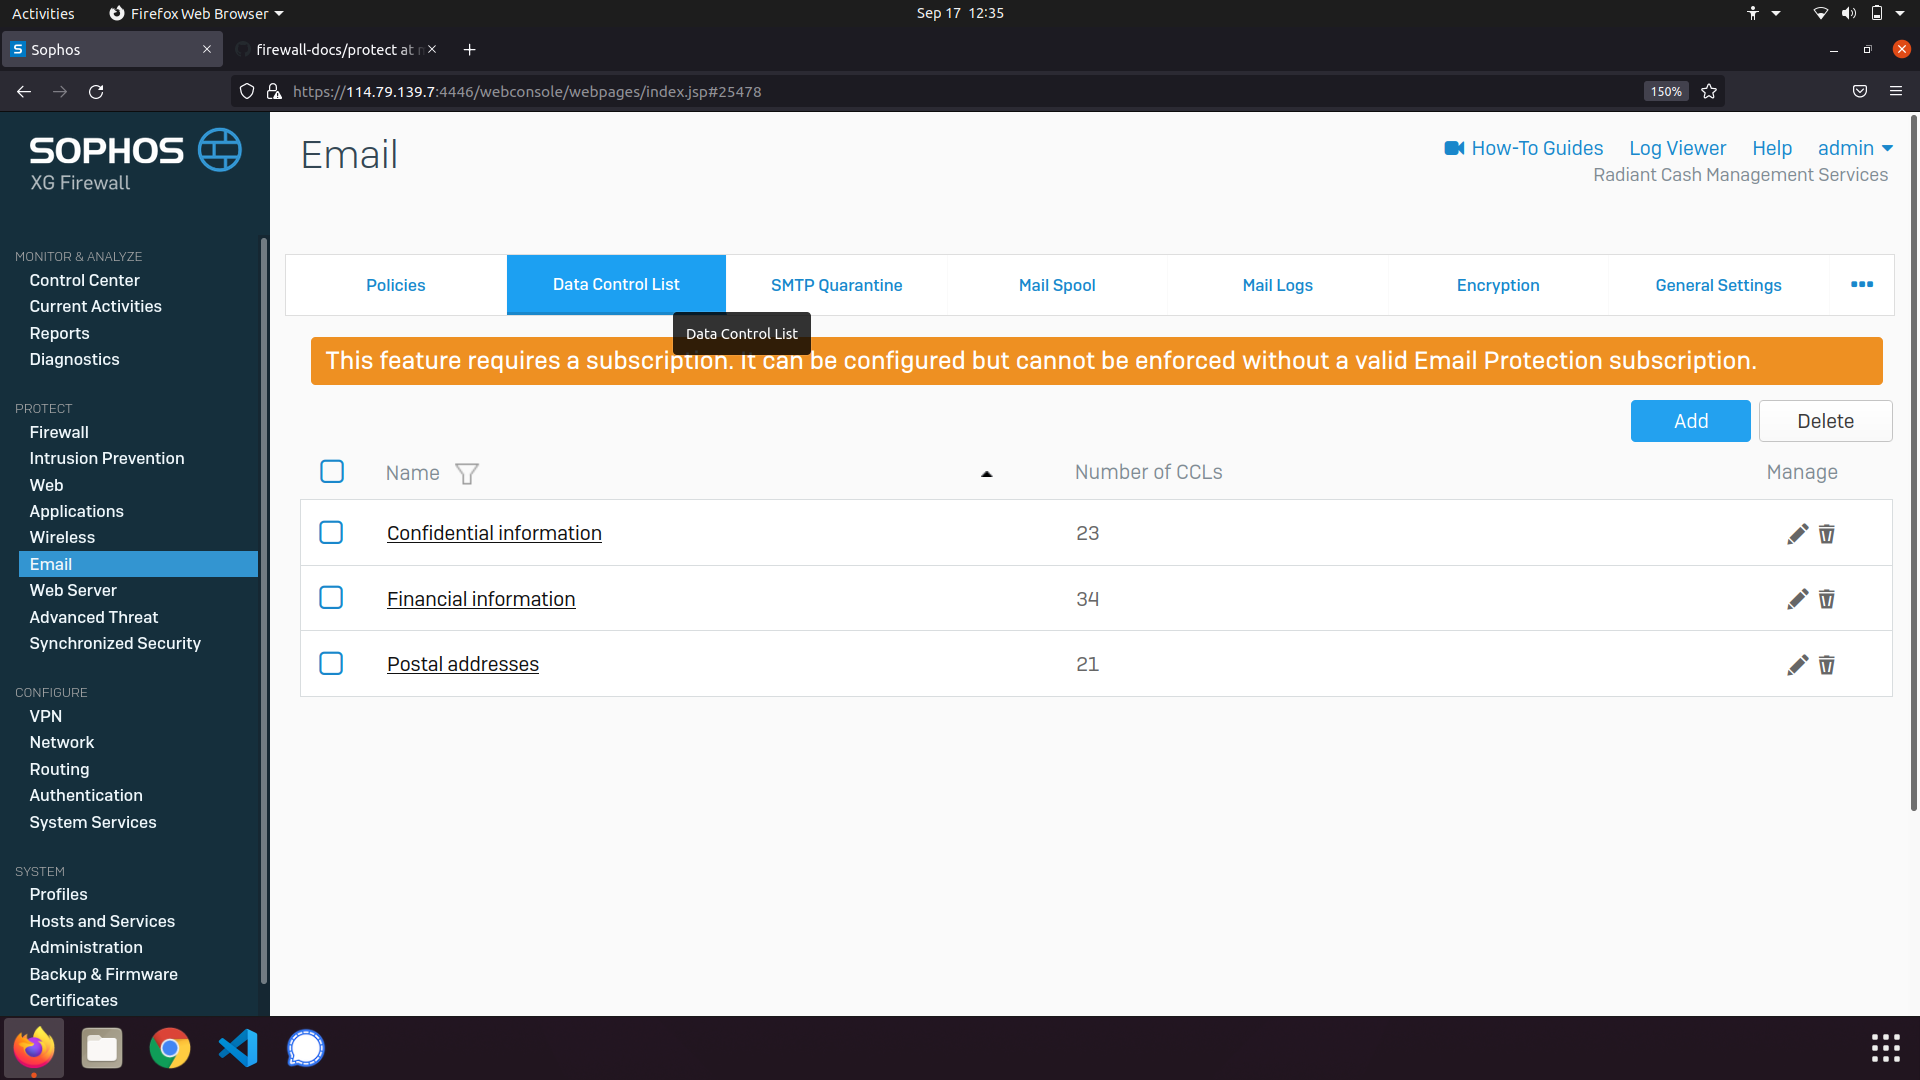 Activities
Firefox Web Browser
Sep 17 12:35
Sophos
firewall-docs/protect at
https://114.79.139.7:4446/webconsole/webpages/index.jsp#25478
150%
SOPHOS
XG Firewall
Email
How-To Guides
Log Viewer
Help
admin
Radiant Cash Management Services
MONITOR & ANALYZE
Control Center
Current Activities
Reports
Diagnostics
PROTECT
Firewall
Intrusion Prevention
Web
Applications
Wireless
Email
Web Server
Advanced Threat
Synchronized Security
CONFIGURE
VPN
Network
Routing
Authentication
System Services
SYSTEM
Profiles
Hosts and Services
Administration
Backup & Firmware
Certificates
Policies
Data Control List
SMTP Quarantine
Mail Spool
Mail Logs
Encryption
General Settings
Data Control List
This feature requires a subscription. It can be configured but cannot be enforced without a valid Email Protection subscription.
Add
Delete
Name
Number of CCLs
Manage
Confidential information
23
Financial information
34
Postal addresses
21